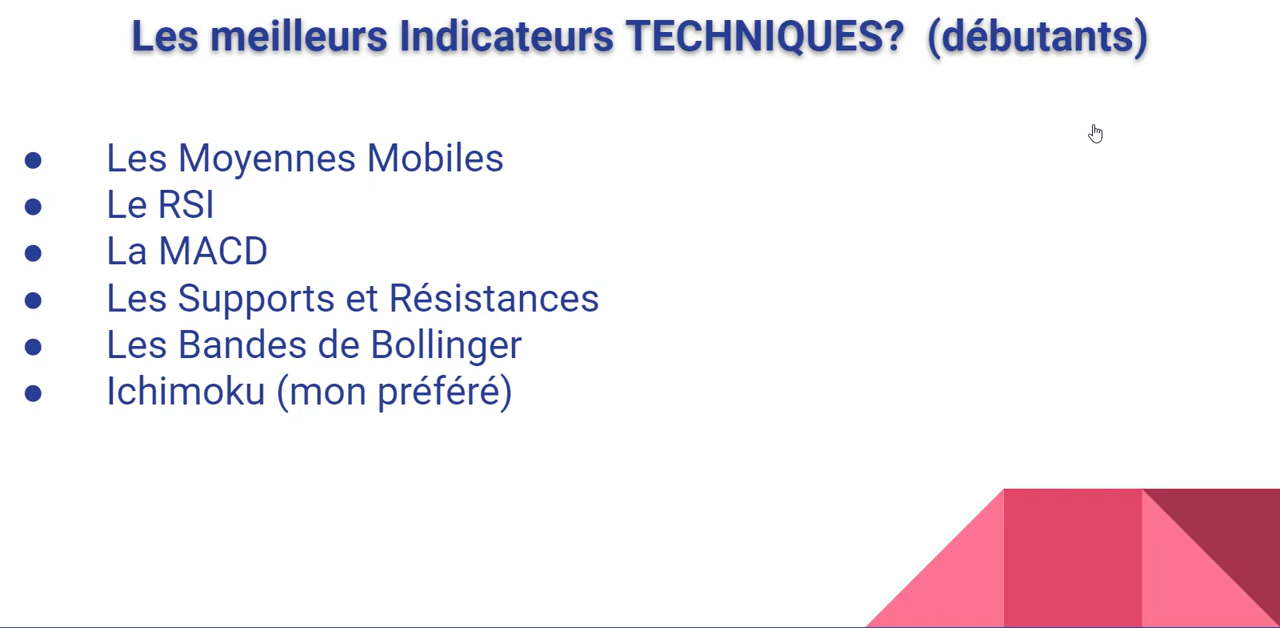 Les meilleurs Indicateurs TECHNIQUES? (débutants)
● Les Moyennes Mobiles
● Le RSI
● La MACD
● Les Supports et Résistances
● Les Bandes de Bollinger
● Ichimoku (mon préféré)